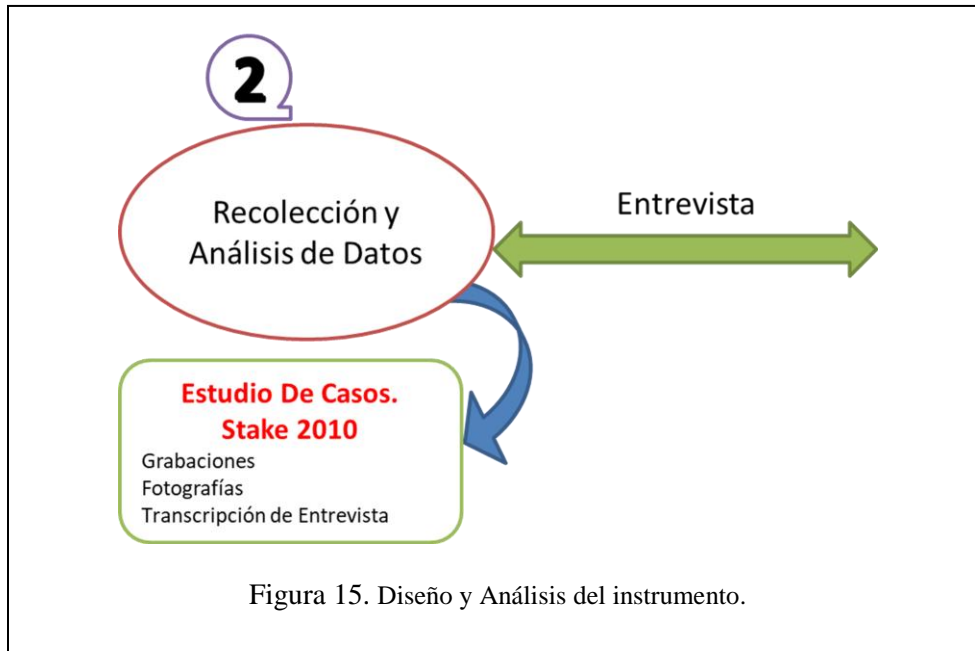 2
Recolección y
Análisis de Datos
Entrevista
Estudio De Casos.
Stake 2010
Grabaciones
Fotografías
Transcripción de Entrevista
Figura 15. Diseño y Análisis del instrumento.